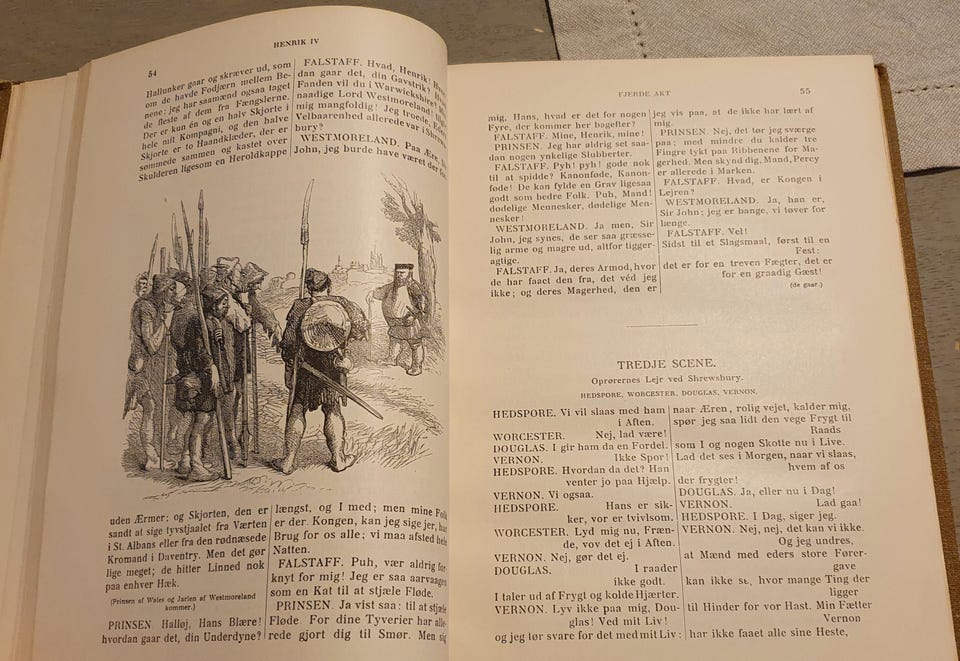 HENRIK IV
54
Hallunker gaar og skræver ud, som
om de havde Fodjærn mellem Be-
nene: jeg har saamænd ogsaa taget
de fleste af dem fra Fængslerne.
Der er kun én og en halv Skjorte i
hele mit Kompagni, og den halve
Skjorte er to Haandklæder, der er
sømmede sammen og kastet over
Skulderen ligesom en Heroldkappe
uden Ærmer; og Skjorten, den er
sandt at sige tyvstjaalet fra Værten
i St. Albans eller fra den rødnæsede
Kromand i Daventry. Men det gør
lige meget; de hitter Linned nok
paa enhver Hæk.
(Prinsen af Wales og Jarlen af Westmoreland
kommer.)
PRINSEN Halløj, Hans Blære!
hvordan gaar det, din Underdyne?
FALSTAFF. Hvad, Henrik!
dan gaar det, din Gavstrik?
Fanden vil du i Warwickshire?
naadige Lord Westmoreland!
mig mangfoldig! Jeg troede, Eders
Velbaarenhed alleredevar i Shrews-
bury?
WESTMORELAND. Paa Ære, Sir
John, jeg burde have været der for
længst, og I med; men mine Folk
er der. Kongen, kan jeg sige jer, har
Brug for os alle; vi maa afsted hele
Natten.
FALSTAFF. Puh, vær aldrig for-
knyt for mig! Jeg er saa aarvaagen
som en Kat til at stjæle Fløde.
PRINSEN. Ja vist saa: til at stjæle
Fløde. For dine Tyverier har alle-
rede gjort dig til Smør. Men sig
FJERDE AKT
55
mig, Hans, hvad er det for nogen
Fyre, der kommer her bagefter?
FALSTAFF. Mine, Henrik, mine!
PRINSEN. Jeg har aldrig set saa-
dan nogen ynkelige Slubberter.
FALSTAFF. Pyh! pyh! gode nok
til at spidde? Kanonføde, Kanon-
føde! De kan fylde en Grav ligesaa
godt som bedre Folk. Puh, Mand!
dødelige Mennesker, dødelige Men-
nesker!
WESTMORELAND. Ja men, Sir
John, jeg synes, de ser saa græsse-
lig arme og magre ud, altfor tigger-
agtige.
FALSTAFF. Ja, deres Armod, hvor
de har faaet den fra, det véd jeg
ikke; og deres Magerhed, den er
jeg vis paa, at de ikke har lært af
mig.
PRINSEN. Nej, det tør jeg sværge
paa; med mindre du kalder tre
Fingre tykt paa Ribbenene for Ma-
gerhed. Men skynd dig, Mand, Percy
er allerede i Marken.
FALSTAFF. Hvad, er Kongen i
Lejren?
WESTMORELAND. Ja, han er,
Sir John; jeg er bange, vi tøver for
længe.
FALSTAFF. Vel!
Sidst til et Slagsmaal, først til en
Fest:
det er for en treven Fægter, det er
for en graadig Gæst!
(de gaar.)
TREDJE SCENE.
Oprørernes Lejr ved Shrewsbury.
HEDSPORE, WORCESTER, DOUGLAS, VERNON.
HEDSPORE. Vi vil slaas med ham
i Aften.
WORCESTER. Nej, lad være!
DOUGLAS. I gir ham da en Fordel.
VERNON. Ikke Spor!
HEDSPORE. Hvordan da det? Han
venter jo paa Hjælp.
VERNON. Vi ogsaa.
HEDSPORE. Hans er sik-
ker, vor er tvivlsom.
WORCESTER. Lyd mig nu, Fræn-
de, vov det ej i Aften.
VERNON. Nej, gør det ej.
DOUGLAS. I raader
ikke godt.
I taler ud af Frygt og kolde Hjærter.
VERNON. Lyv ikke paa mig, Dou-
glas! Ved mit Liv!
og jeg tør svare for det med mit Liv:
naar Æren, rolig vejet, kalder mig,
spør jeg saa lidt den vege Frygt til
Raads
som I og nogen Skotte nu i Live.
Lad det ses i Morgen, naar vi slaas,
hvem af os
der frygter!
DOUGLAS. Ja, eller nu i Dag!
VERNON. Lad gaa!
HEDSPORE. I Dag, siger jeg.
VERNON. Nej, nej, det kan vi ikke.
Og jeg undres,
at Mænd med eders store Fører-
gave
kan ikke se, hvor mange Ting der
ligger
til Hinder for vor Hast. Min Fætter
Vernon
har ikke faaet alle sine Heste,